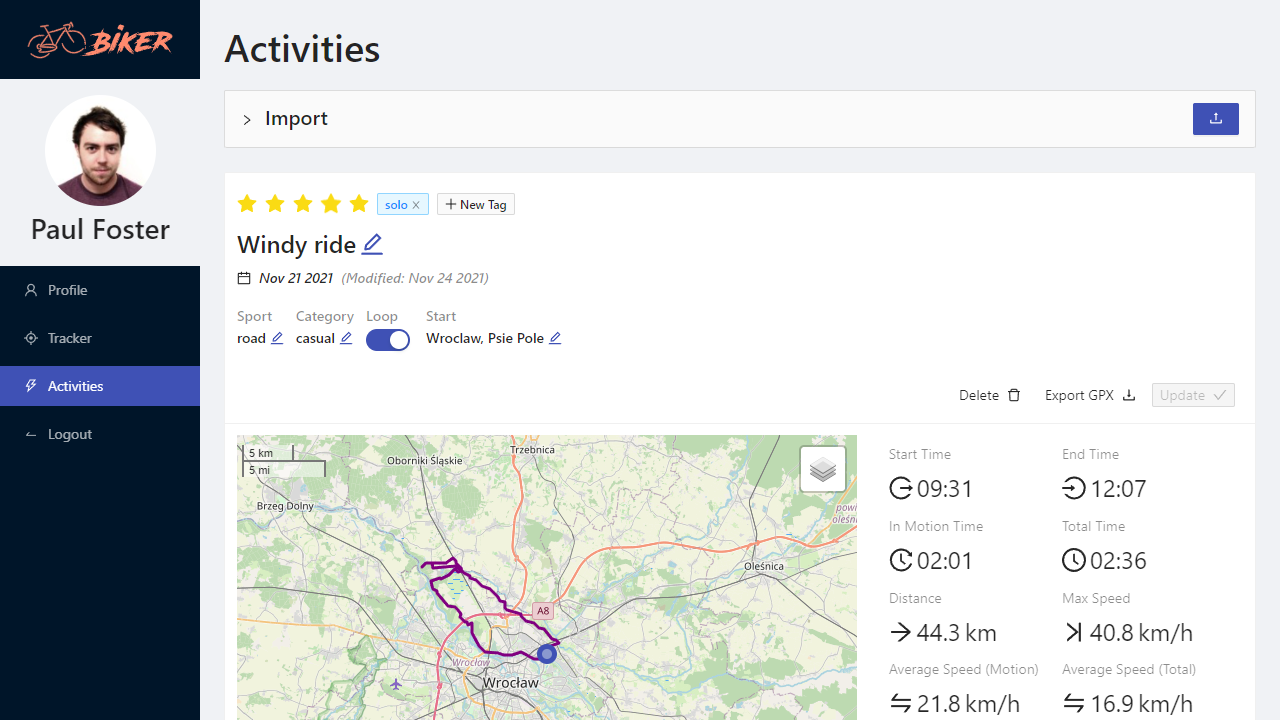 BIKER
Paul Foster
Profile
Tracker
Activities
Logout
Activities
Import
solo
New Tag
Windy ride
Nov 21 2021 (Modified: Nov 24 2021)
Sport Category Loop Start
road casual Wroclaw, Psie Pole
Delete Export GPX Update
5 km
5 mi
Trzebnica
Oborniki Śląskie
Brzeg Dolny
Oleśnica
A8
Wrocław
Wrocław
Start Time End Time
09:31 12:07
In Motion Time Total Time
02:01 02:36
Distance Max Speed
44.3 km 40.8 km/h
Average Speed (Motion) Average Speed (Total)
21.8 km/h 16.9 km/h